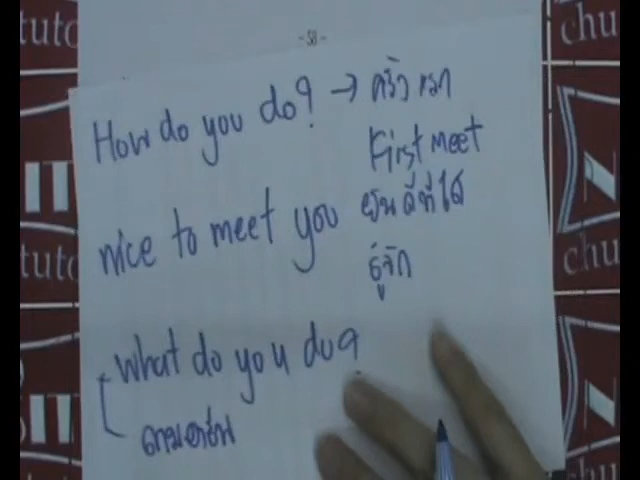 - 58 -
How do you do? → ครั้งแรก
First meet
nice to meet you ยินดีที่ได้
รู้จัก
What do you do?
ถามอาชีพ
tuto
chu
tuto
chu